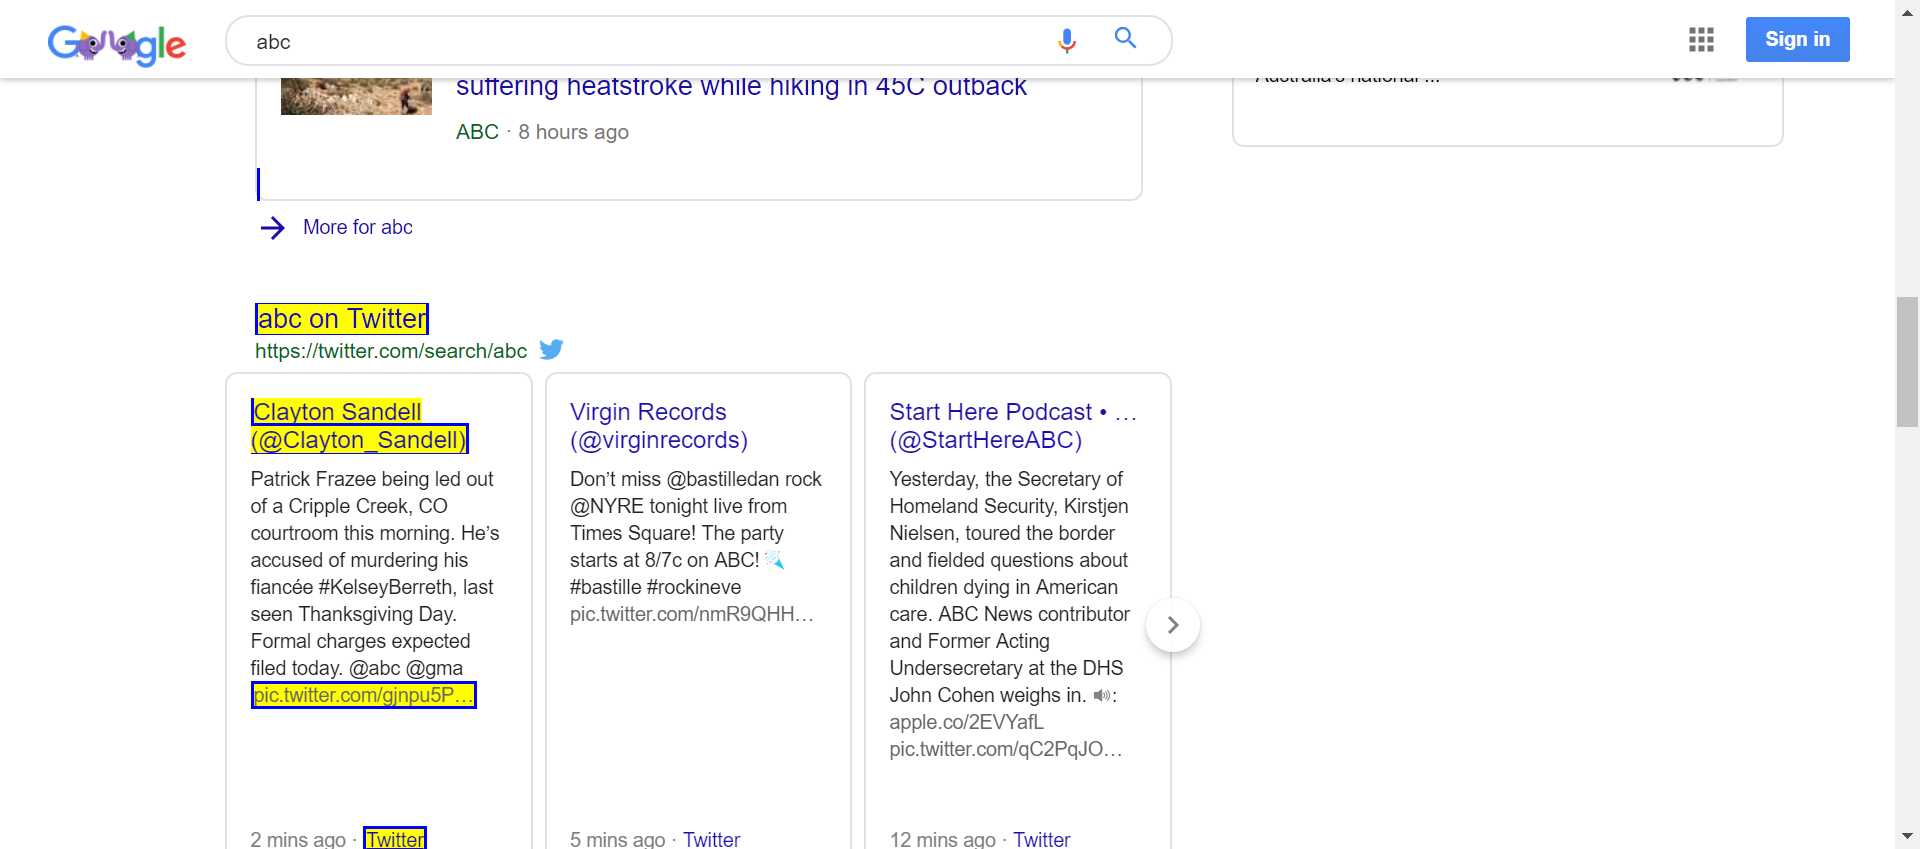 Google
abc
Sign in
suffering heatstroke while hiking in 45C outback
ABC · 8 hours ago
Australia's national ...
More for abc
abc on Twitter
https://twitter.com/search/abc
Clayton Sandell
(@Clayton_Sandell)
Patrick Frazee being led out
of a Cripple Creek, CO
courtroom this morning. He’s
accused of murdering his
fiancée #KelseyBerreth, last
seen Thanksgiving Day.
Formal charges expected
filed today. @abc @gma
pic.twitter.com/gjnpu5P…
2 mins ago · Twitter
Virgin Records
(@virginrecords)
Don’t miss @bastilledan rock
@NYRE tonight live from
Times Square! The party
starts at 8/7c on ABC! 
#bastille #rockineve
pic.twitter.com/nmR9QHH…
5 mins ago · Twitter
Start Here Podcast • …
(@StartHereABC)
Yesterday, the Secretary of
Homeland Security, Kirstjen
Nielsen, toured the border
and fielded questions about
children dying in American
care. ABC News contributor
and Former Acting
Undersecretary at the DHS
John Cohen weighs in. 🔊:
apple.co/2EVYafL
pic.twitter.com/qC2PqJO…
12 mins ago · Twitter